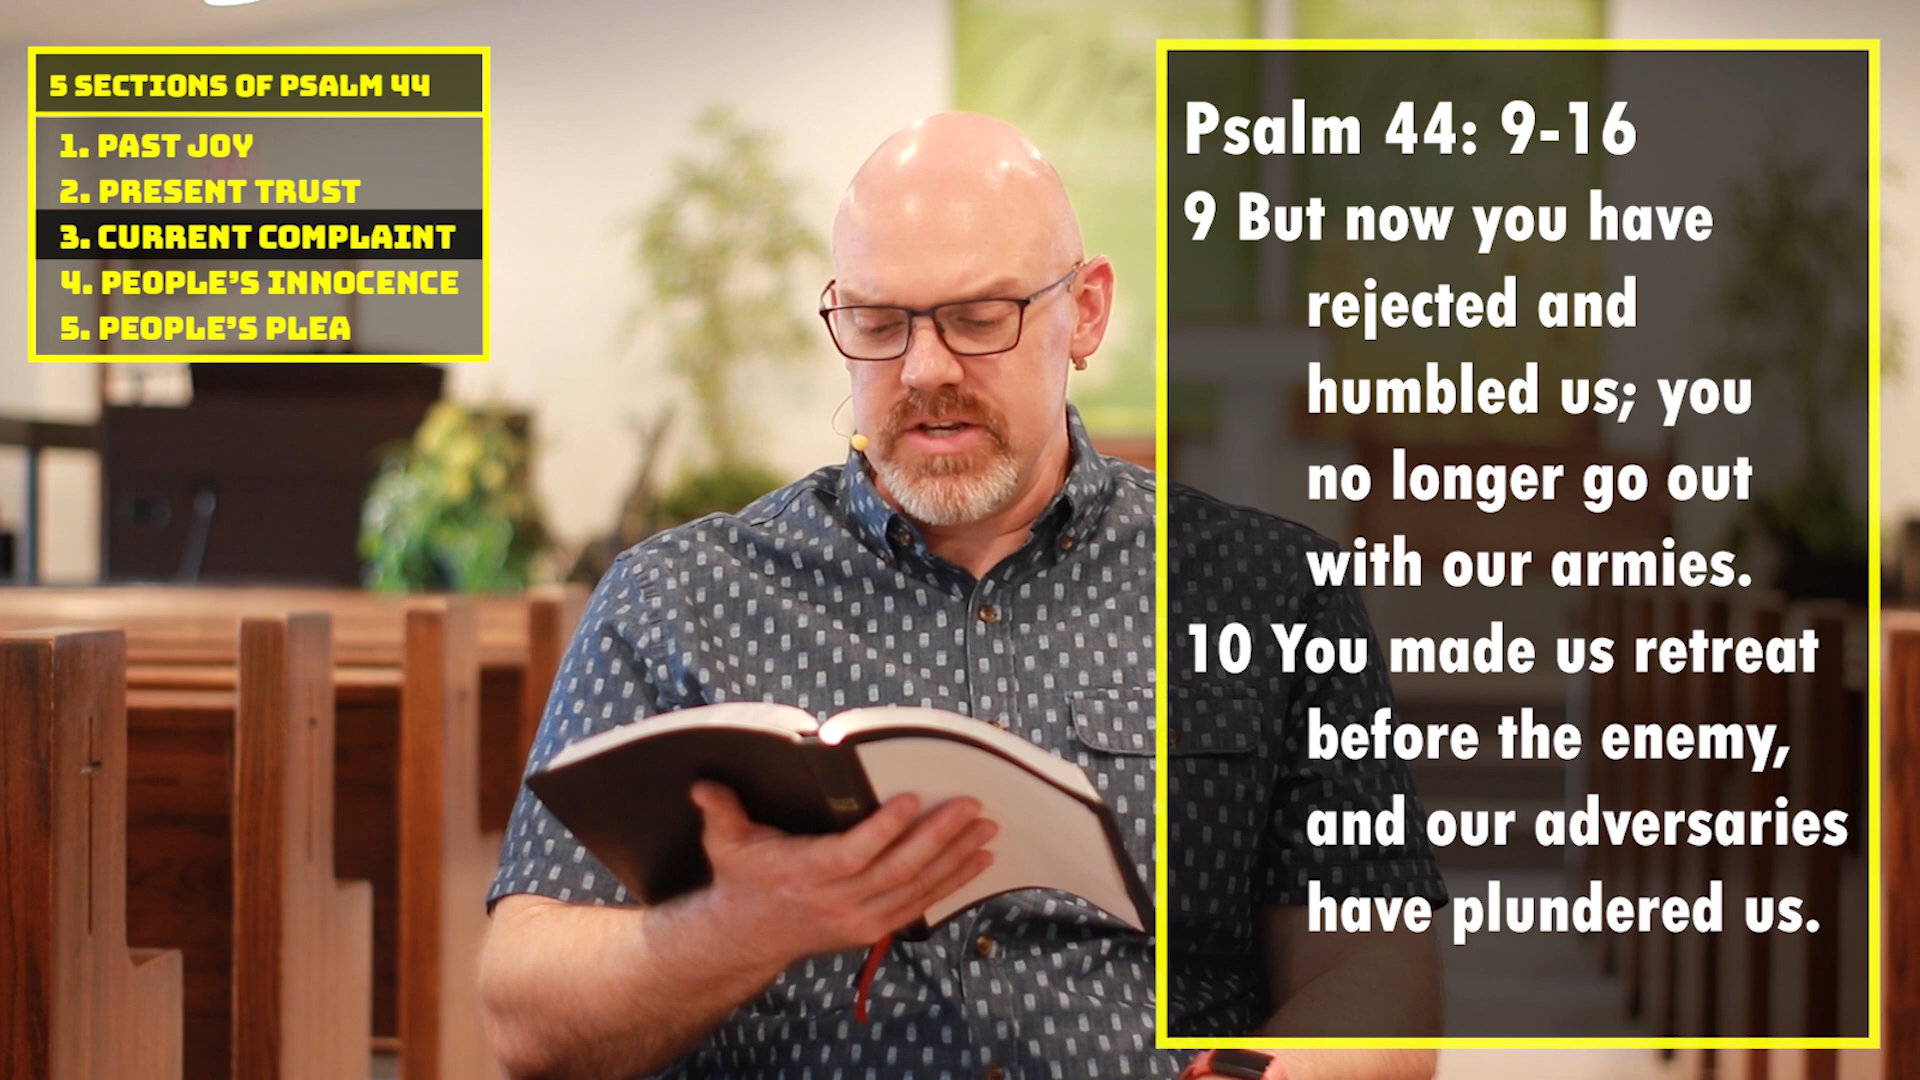 5 SECTIONS OF PSALM 44
1. PAST JOY
2. PRESENT TRUST
3. CURRENT COMPLAINT
4. PEOPLE'S INNOCENCE
5. PEOPLE'S PLEA
Psalm 44: 9-16
9 But now you have
rejected and
humbled us; you
no longer go out
with our armies.
10 You made us retreat
before the enemy,
and our adversaries
have plundered us.